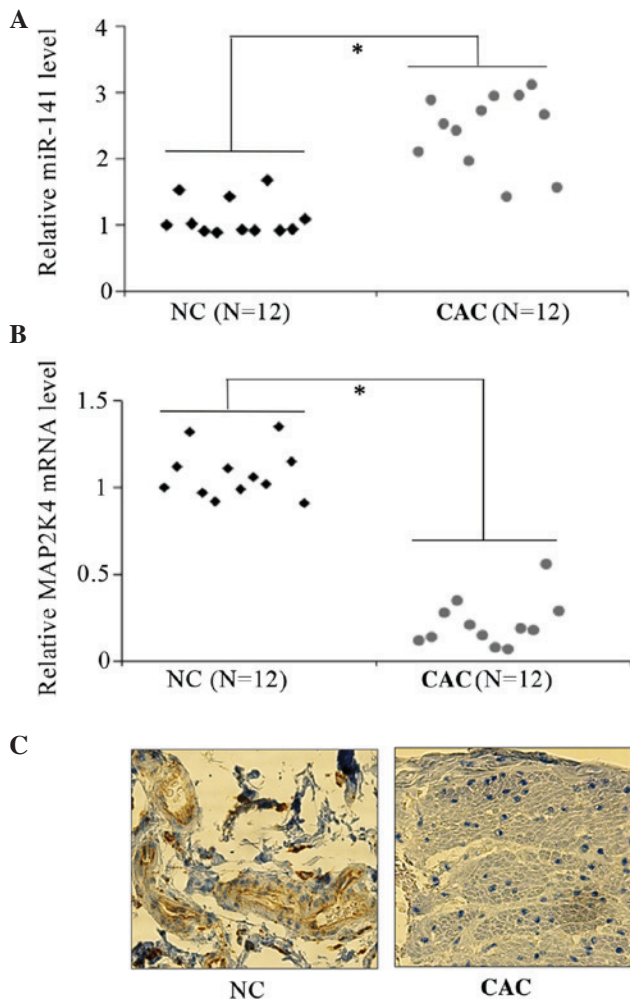 A
Relative miR-141 level
4
3
2
1
0
*
NC (N=12)
CAC (N=12)
B
Relative MAP2K4 mRNA level
1.5
1
0.5
0
*
NC (N=12)
CAC (N=12)
C
NC
CAC